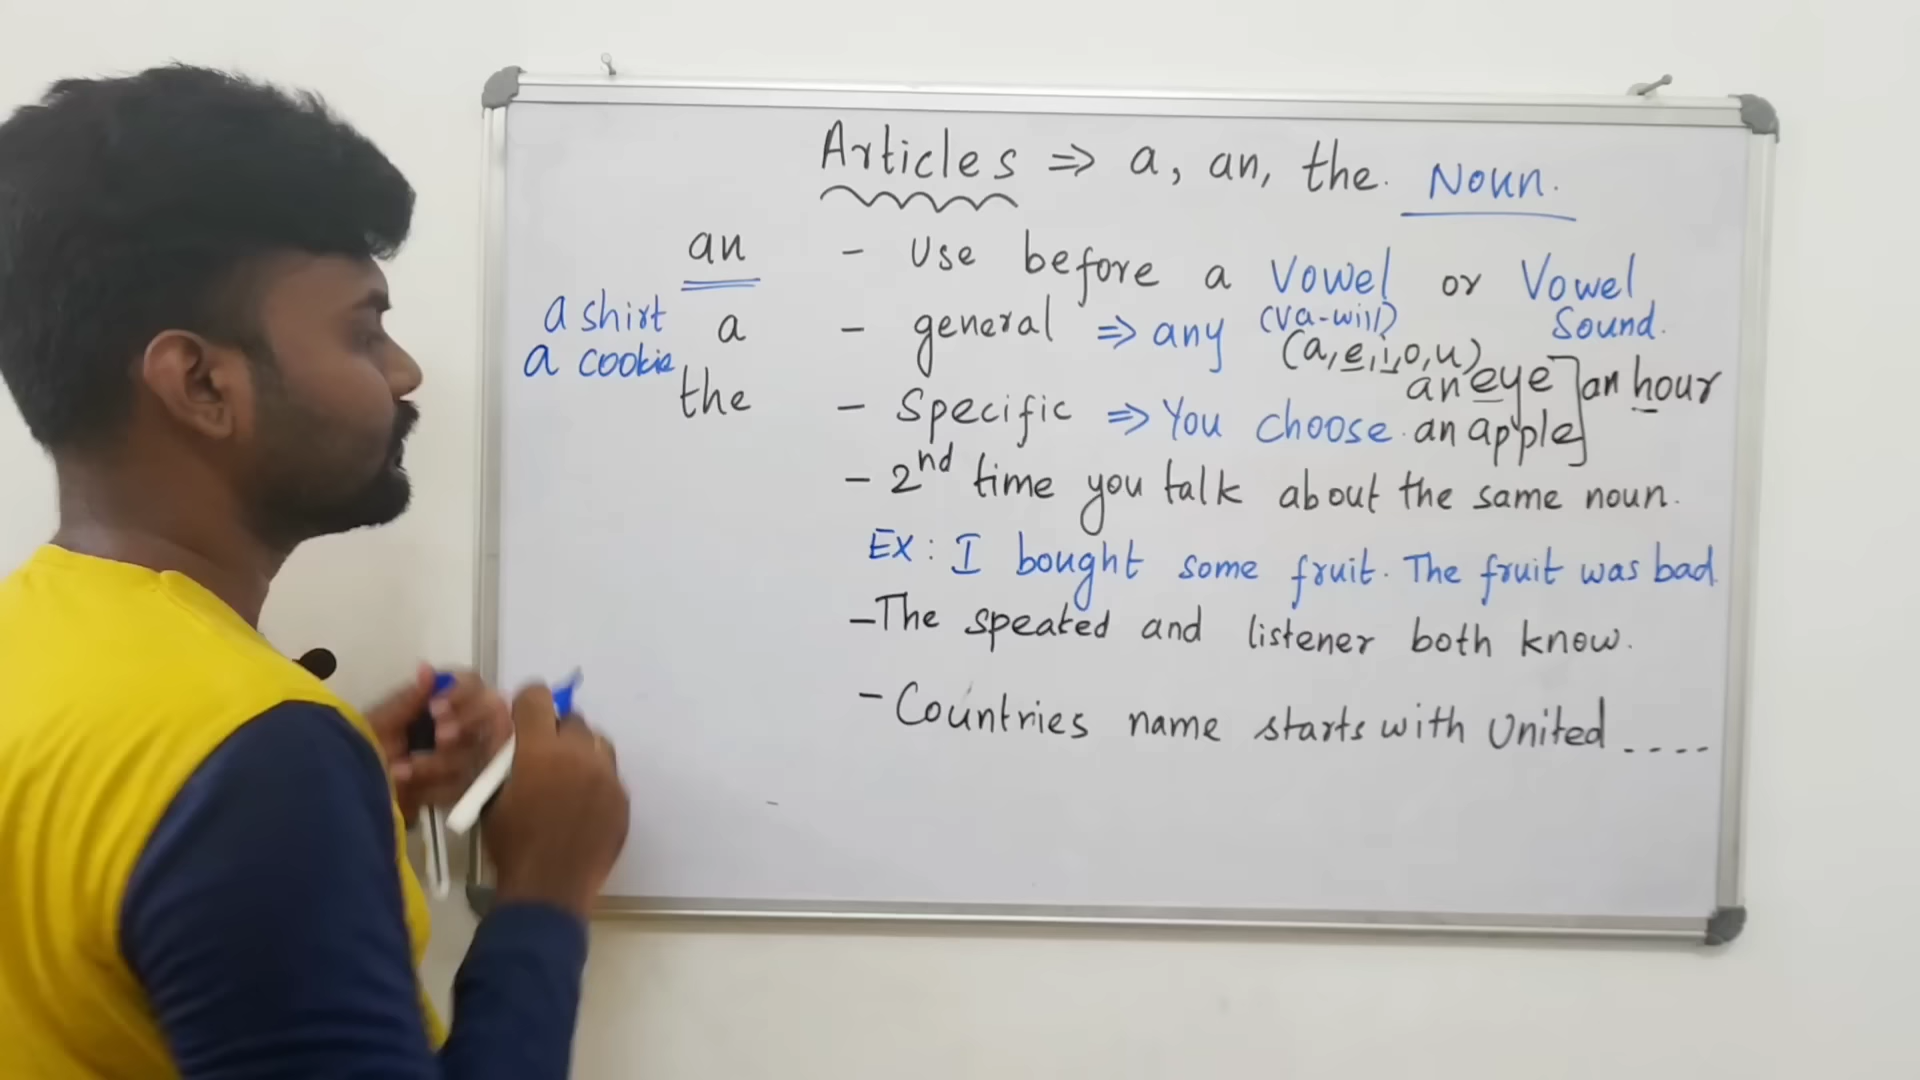 Articles ⇒ a, an, the. Noun.
an - Use before a Vowel or Vowel Sound.
(va-will)
(a,e,i,o,u)
a shirt
a cookie
a - general ⇒ any
an eye
an apple
an hour
the - Specific ⇒ You choose.
- 2nd time you talk about the same noun.
Ex: I bought some fruit. The fruit was bad
- The speated and listener both know.
- Countries name starts with United ....